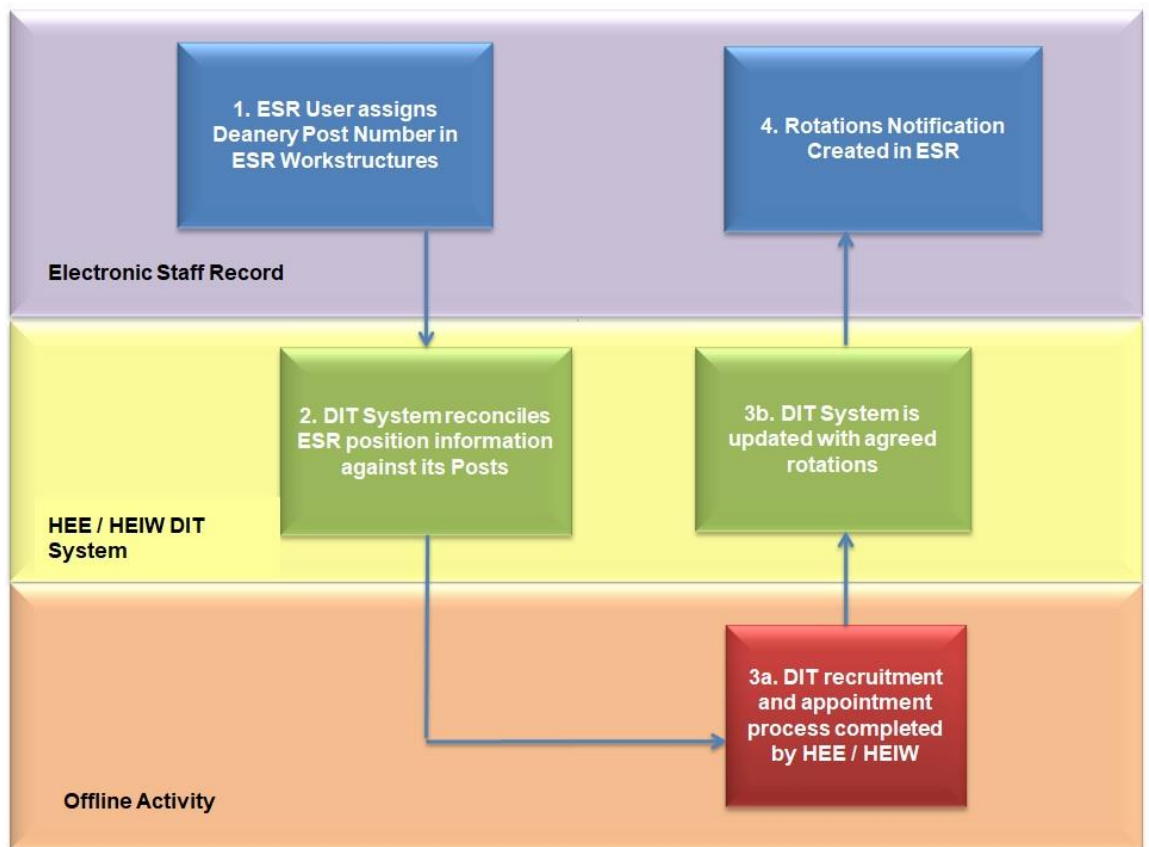 1. ESR User assigns
Deanery Post Number in
ESR Workstructures
4. Rotations Notification
Created in ESR
Electronic Staff Record
2. DIT System reconciles
ESR position information
against its Posts
3b. DIT System is
updated with agreed
rotations
HEE / HEIW DIT
System
3a. DIT recruitment
and appointment
process completed
by HEE / HEIW
Offline Activity